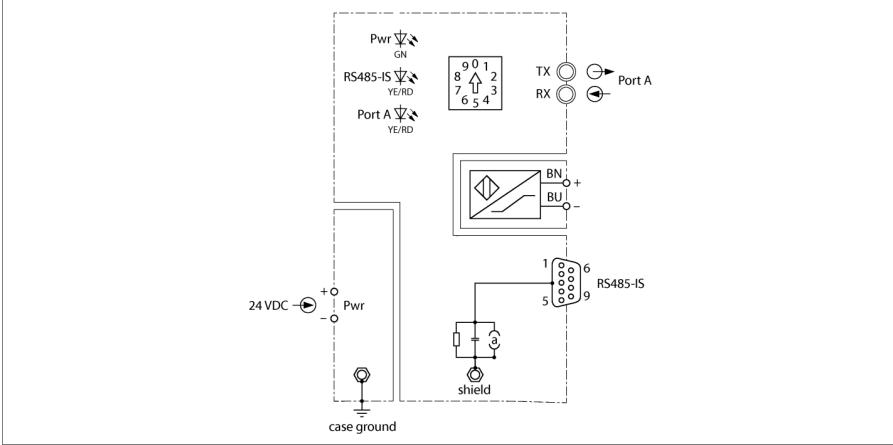 Pwr
GN
RS485-IS
YE/RD
Port A
YE/RD
9 0 1
8 2
7 3
6 5 4
TX
RX
Port A
BN +
BU –
1 6
5 9
RS485-IS
24 VDC
+
–
Pwr
a
shield
case ground